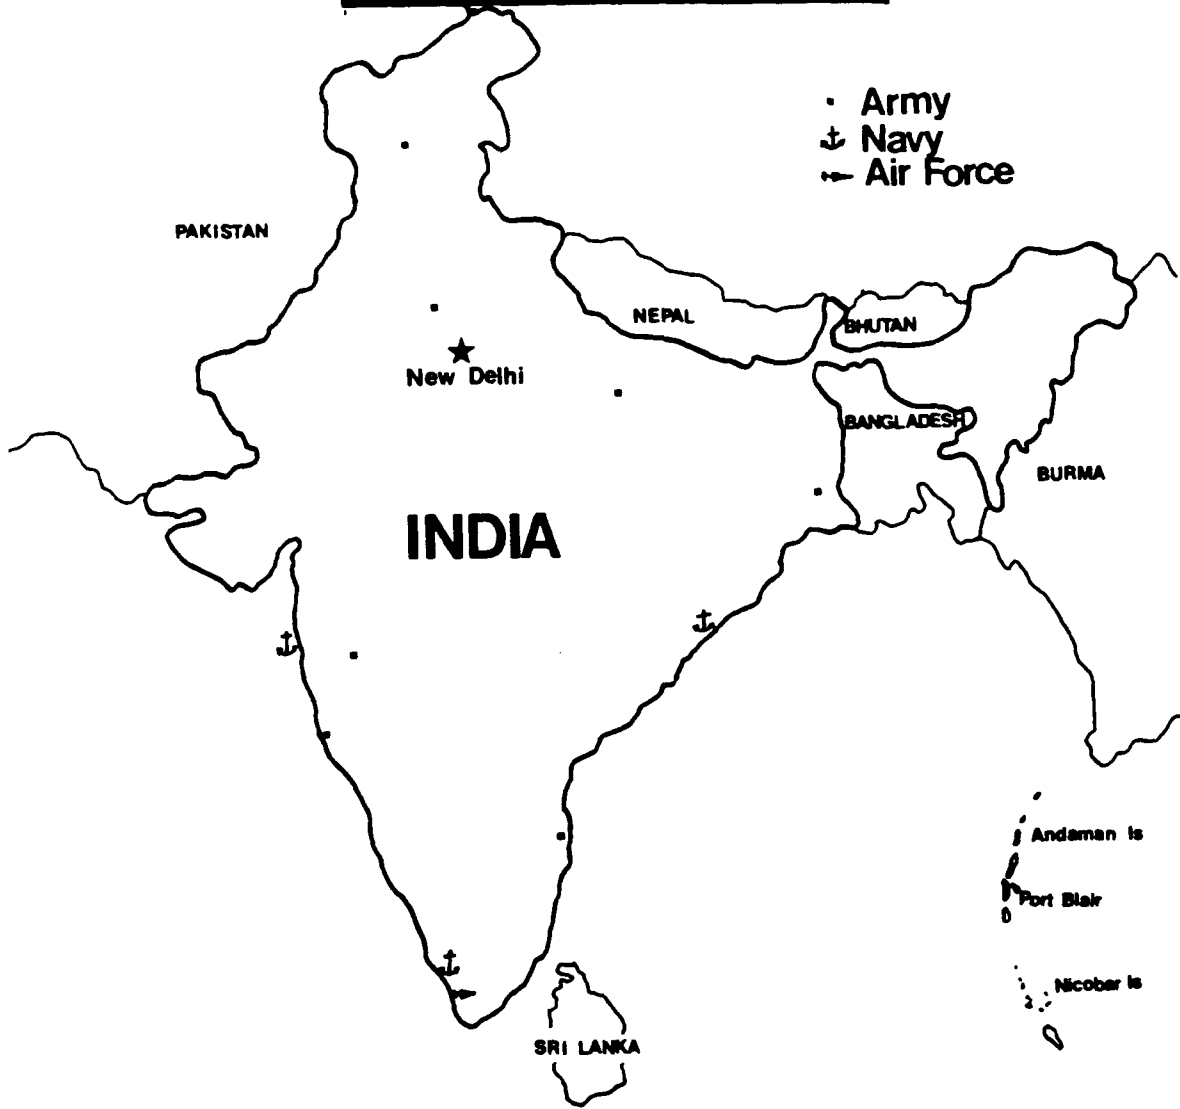 Army
Navy
Air Force
PAKISTAN
NEPAL
BHUTAN
New Delhi
BANGLADESH
BURMA
INDIA
Andaman Is
Port Blair
Nicobar Is
SRI LANKA